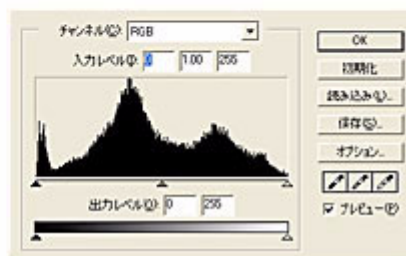 チャンネル(C): RGB
入力レベル(I): 0 1.00 255
出力レベル(O): 0 255
OK
初期化
読み込み(L)...
保存(S)...
オプション...
プレビュー(P)